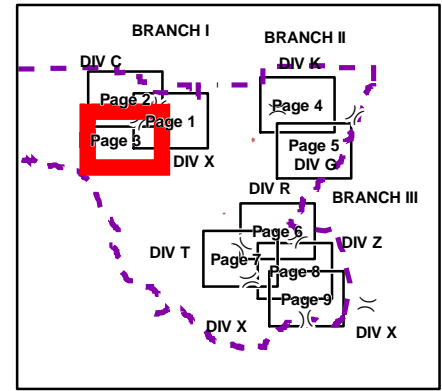 BRANCH I
BRANCH II
DIV C
DIV K
Page 2
Page 4
Page 1
Page 3
Page 5
DIV X
DIV G
DIV R
BRANCH III
Page 6
DIV T
DIV Z
Page 7
Page 8
Page 9
DIV X
DIV X